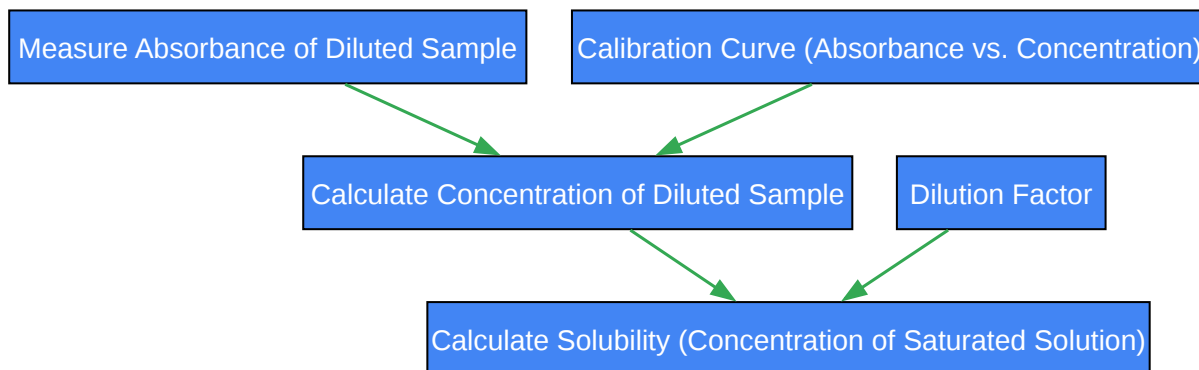 Measure Absorbance of Diluted Sample
Calibration Curve (Absorbance vs. Concentration)
Calculate Concentration of Diluted Sample
Dilution Factor
Calculate Solubility (Concentration of Saturated Solution)